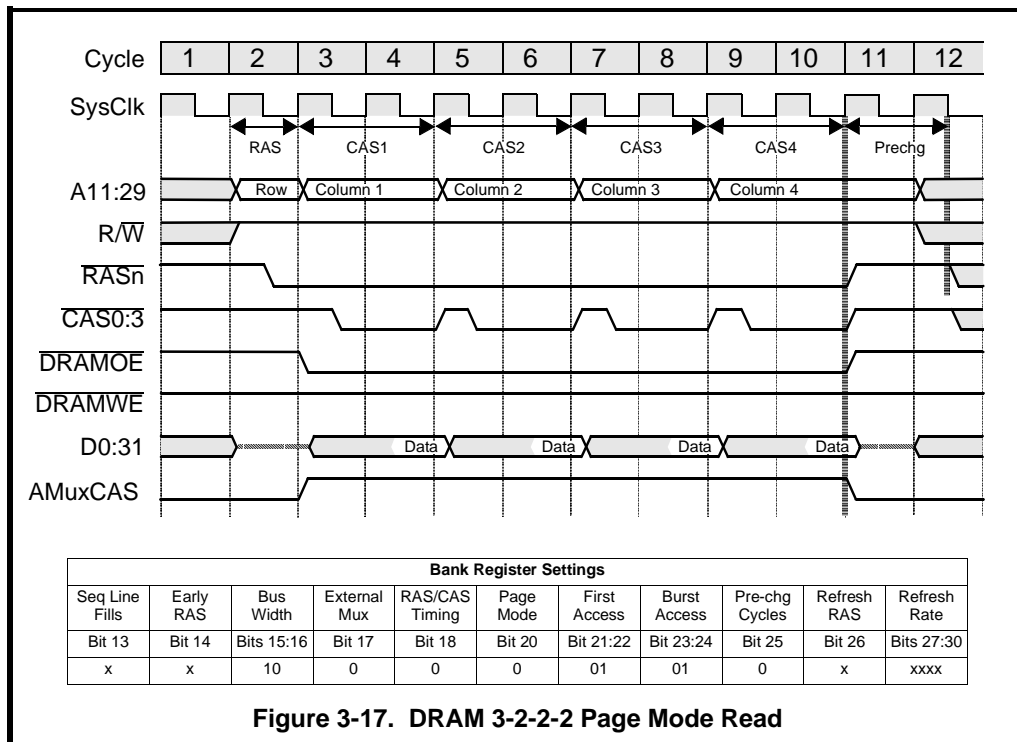 Cycle 1 2 3 4 5 6 7 8 9 10 11 12
SysClk
RAS CAS1 CAS2 CAS3 CAS4 Prechg
A11:29 Row Column 1 Column 2 Column 3 Column 4
R/W
RASn
CAS0:3
DRAMOE
DRAMWE
D0:31 Data Data Data Data
AMuxCAS
Bank Register Settings
Seq Line Fills Early RAS Bus Width External Mux RAS/CAS Timing Page Mode First Access Burst Access Pre-chg Cycles Refresh RAS Refresh Rate
Bit 13 Bit 14 Bits 15:16 Bit 17 Bit 18 Bit 20 Bit 21:22 Bit 23:24 Bit 25 Bit 26 Bits 27:30
x x 10 0 0 0 01 01 0 x xxxx
Figure 3-17. DRAM 3-2-2-2 Page Mode Read